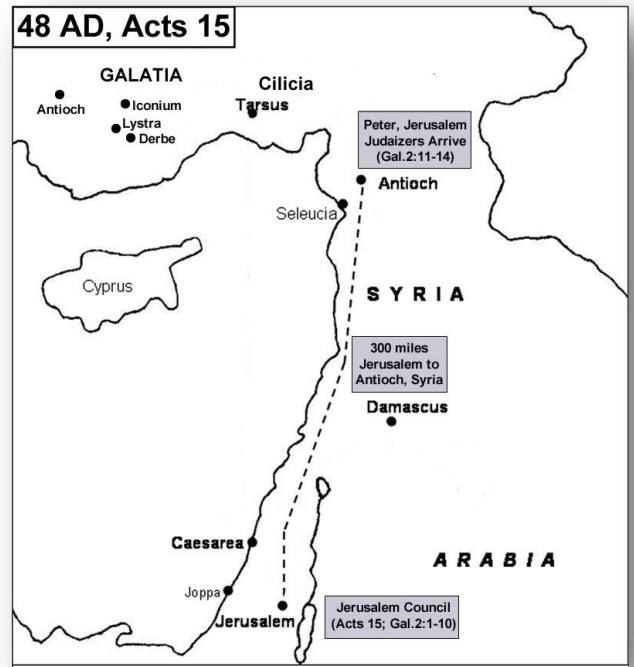 48 AD, Acts 15
GALATIA
Cilicia
Tarsus
Antioch
Iconium
Lystra
Derbe
Peter, Jerusalem
Judaizers Arrive
(Gal.2:11-14)
Antioch
Seleucia
Cyprus
SYRIA
300 miles
Jerusalem to
Antioch, Syria
Damascus
Caesarea
ARABIA
Joppa
Jerusalem
Jerusalem Council
(Acts 15; Gal.2:1-10)